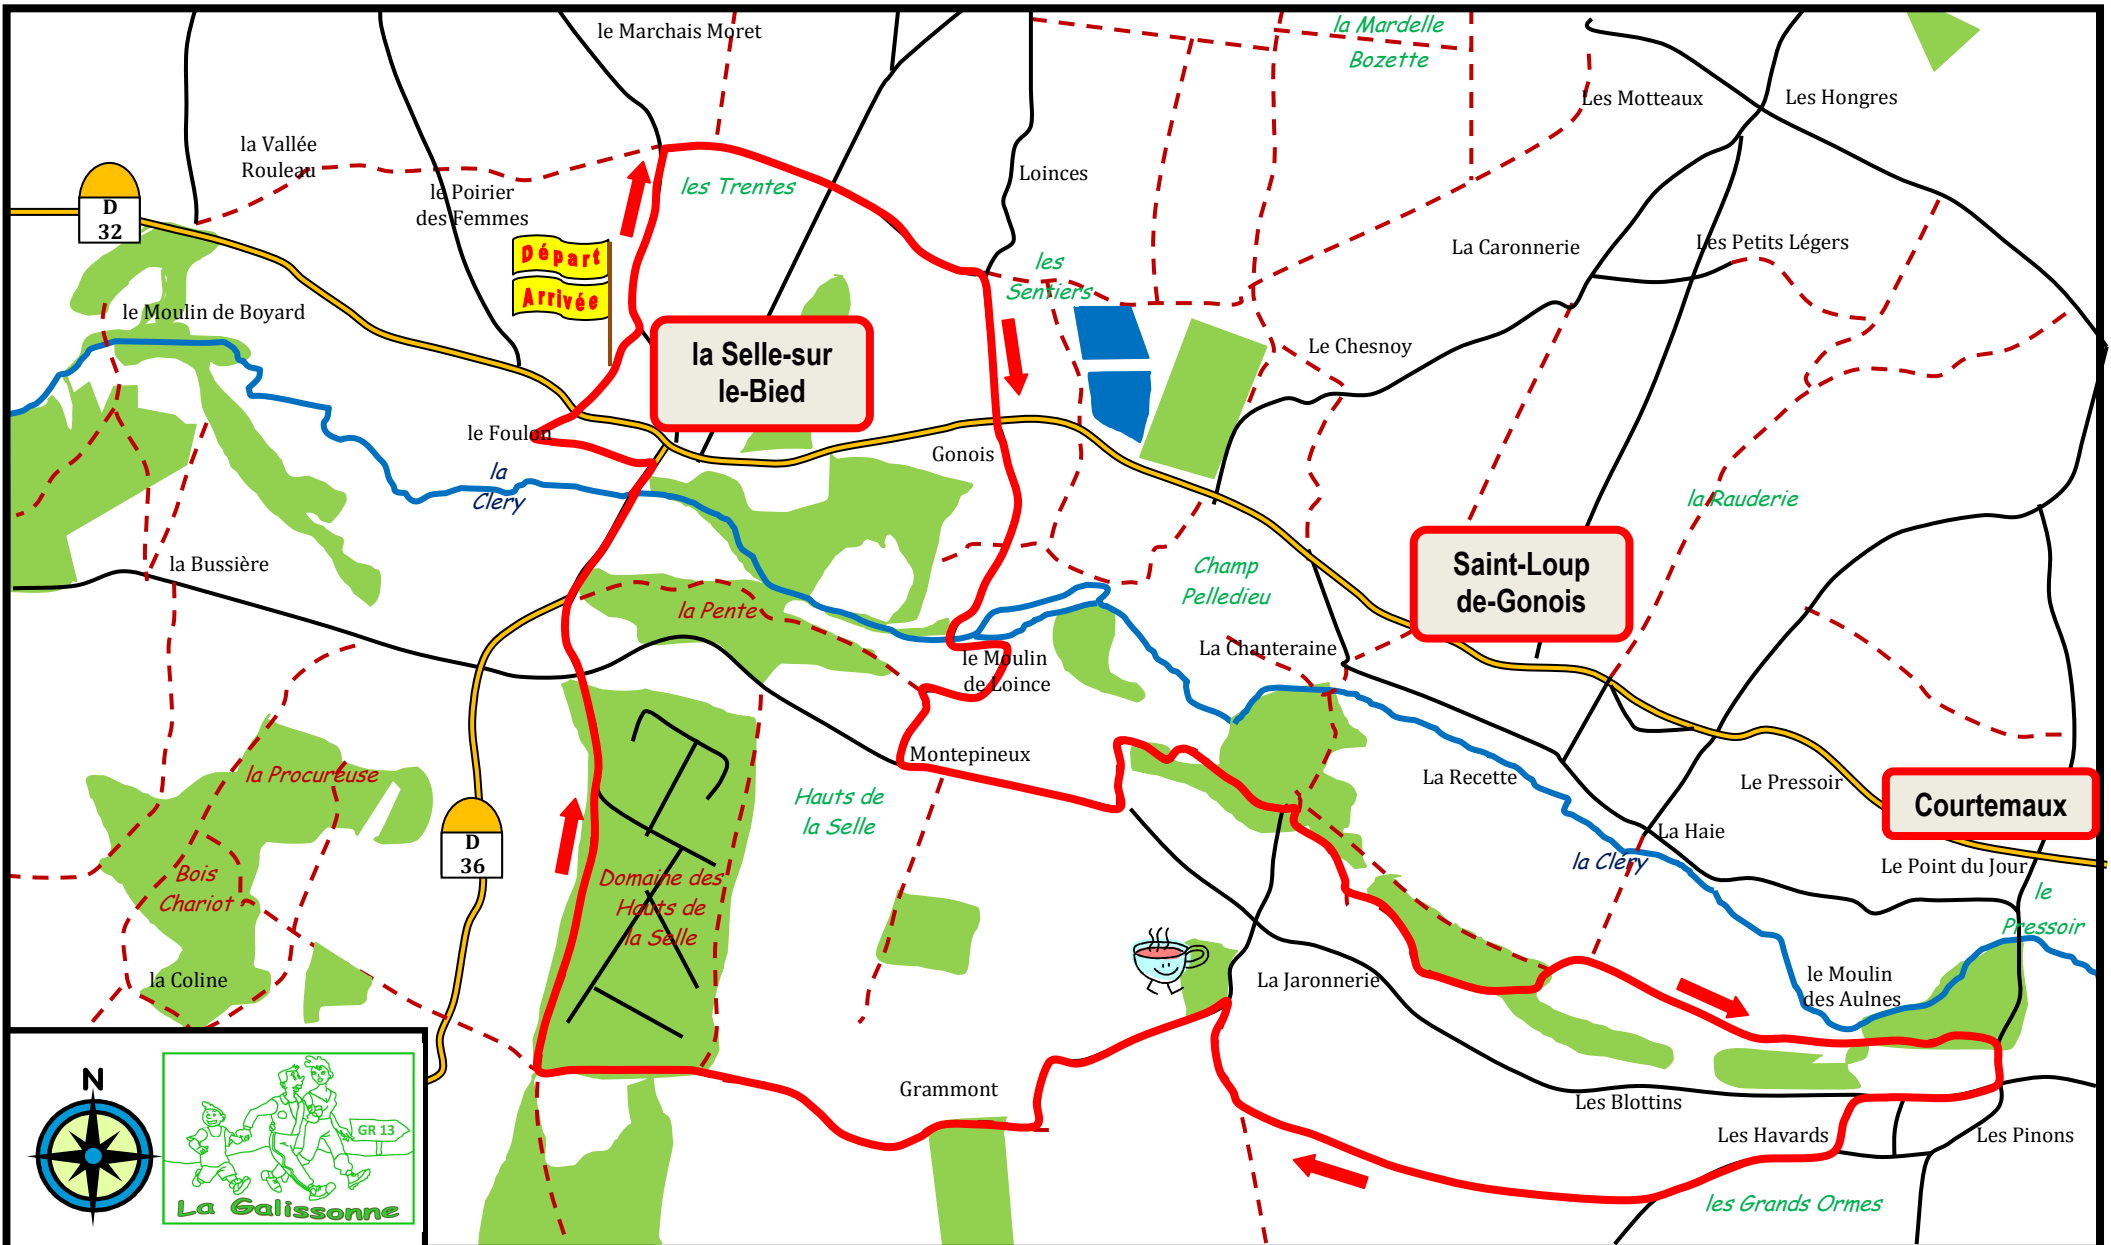 le Marchais Moret
la Mardelle
Bozette
Les Motteaux
Les Hongres
la Vallée
Rouleau
le Poirier
des Femmes
les Trentes
Loinces
D
32
Départ
Arrivée
les
Sentiers
La Caronnerie
Les Petits Légers
le Moulin de Boyard
la Selle-sur
le-Bied
Le Chesnoy
le Foulon
Gonois
la
Clery
la Rauderie
la Bussière
la Pente
Champ
Pelledieu
Saint-Loup
de-Gonois
le Moulin
de Loince
La Chanteraine
Montepineux
la Procureuse
Hauts de
la Selle
La Recette
Le Pressoir
Courtemaux
D
36
La Haie
la Cléry
Le Point du Jour
le
Pressoir
Bois
Chariot
Domaine des
Hauts de
la Selle
la Coline
La Jaronnerie
le Moulin
des Aulnes
Grammont
Les Blottins
Les Havards
Les Pinons
les Grands Ormes
N
GR 13
La Galissonne